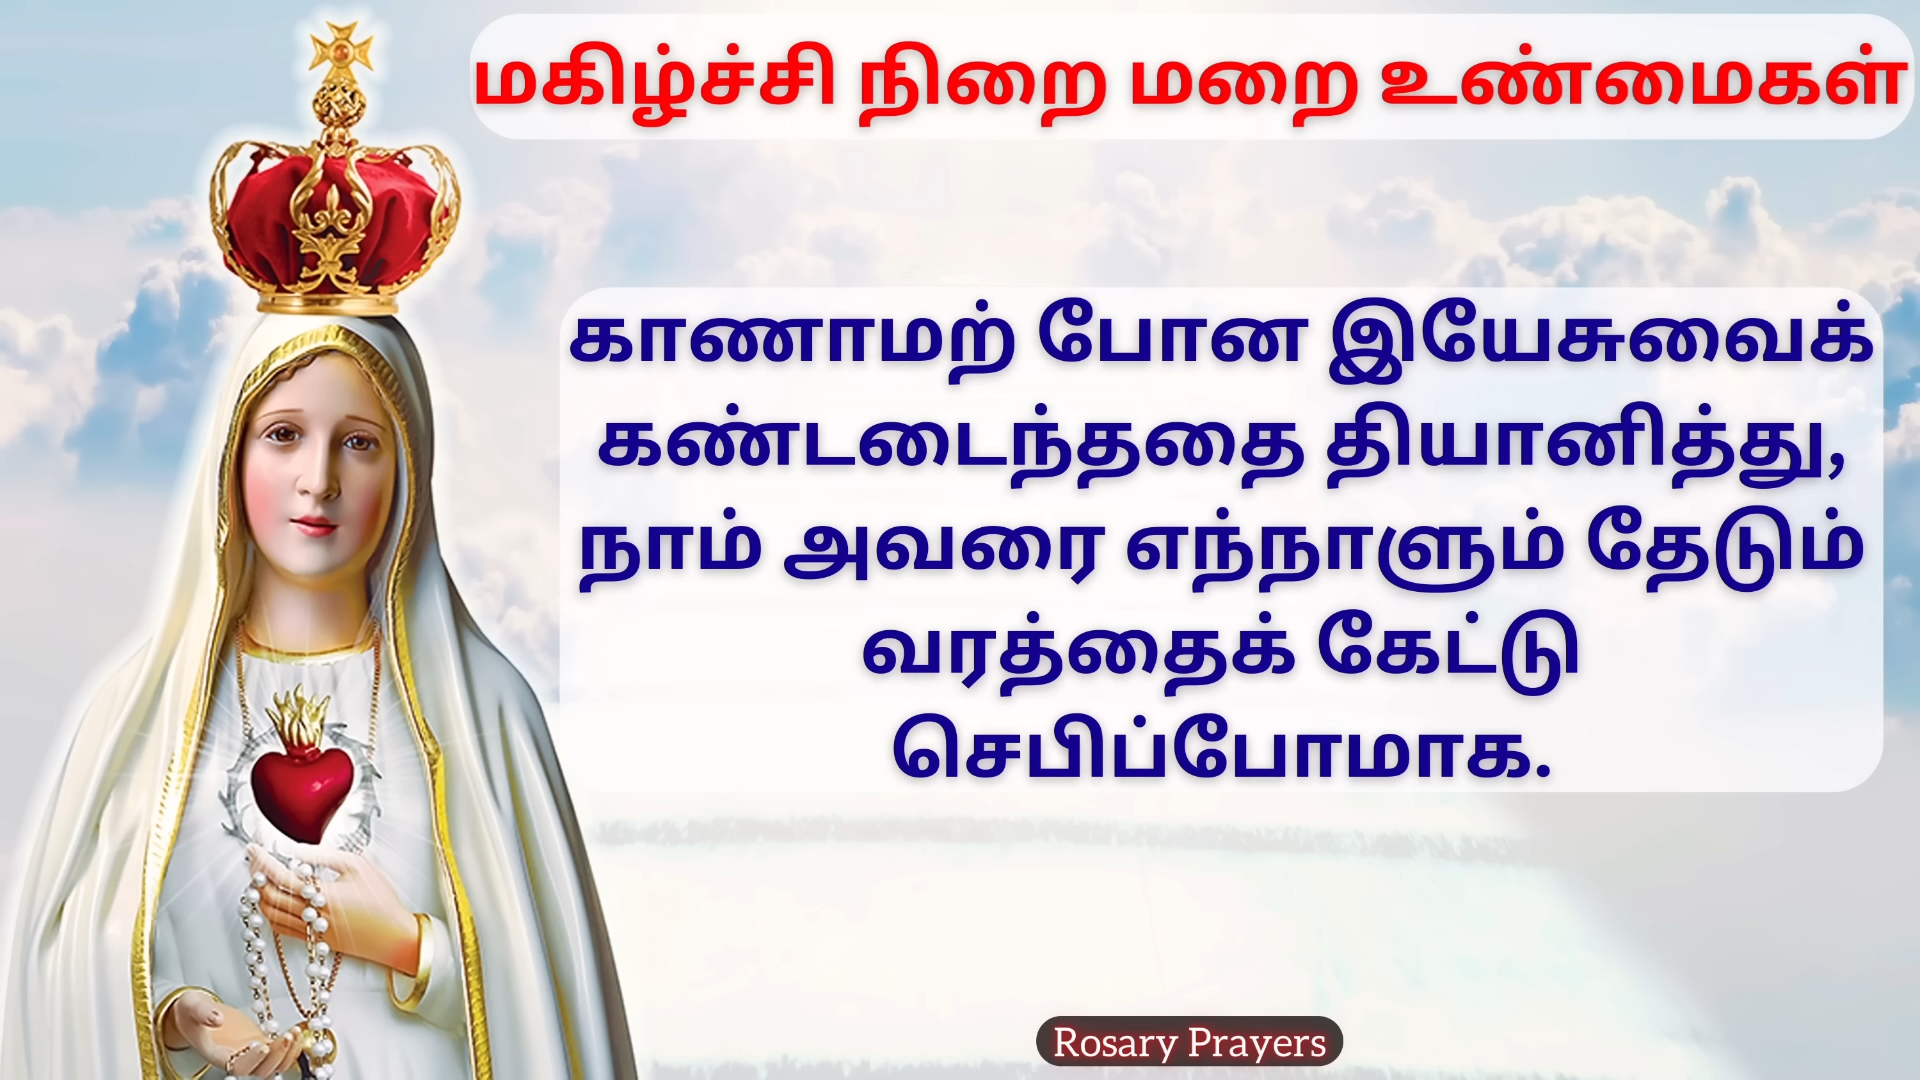 மகிழ்ச்சி நிறை மறை உண்மைகள்
காணாமற் போன இயேசுவைக்
கண்டடைந்ததை தியானித்து,
நாம் அவரை எந்நாளும் தேடும்
வரத்தைக் கேட்டு
செபிப்போமாக.
Rosary Prayers